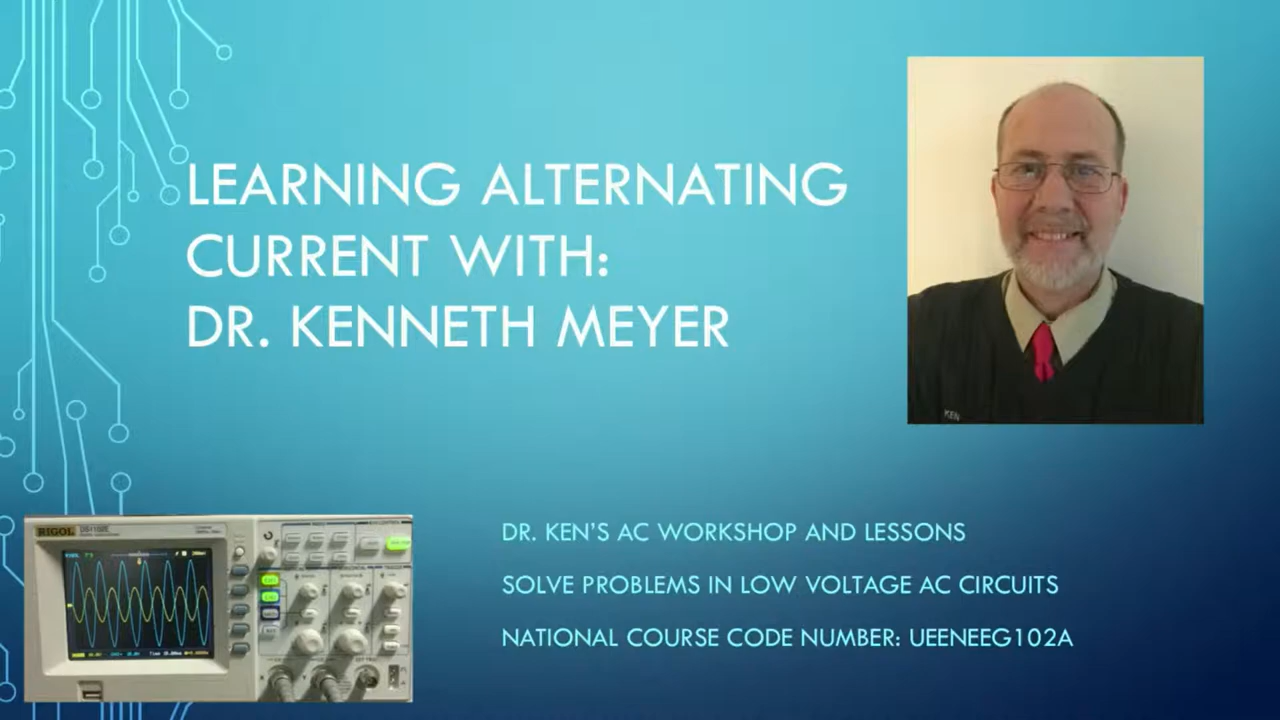 LEARNING ALTERNATING
CURRENT WITH:
DR. KENNETH MEYER
KEN
RIGOL
DR. KEN'S AC WORKSHOP AND LESSONS
SOLVE PROBLEMS IN LOW VOLTAGE AC CIRCUITS
NATIONAL COURSE CODE NUMBER: UEENEEG102A